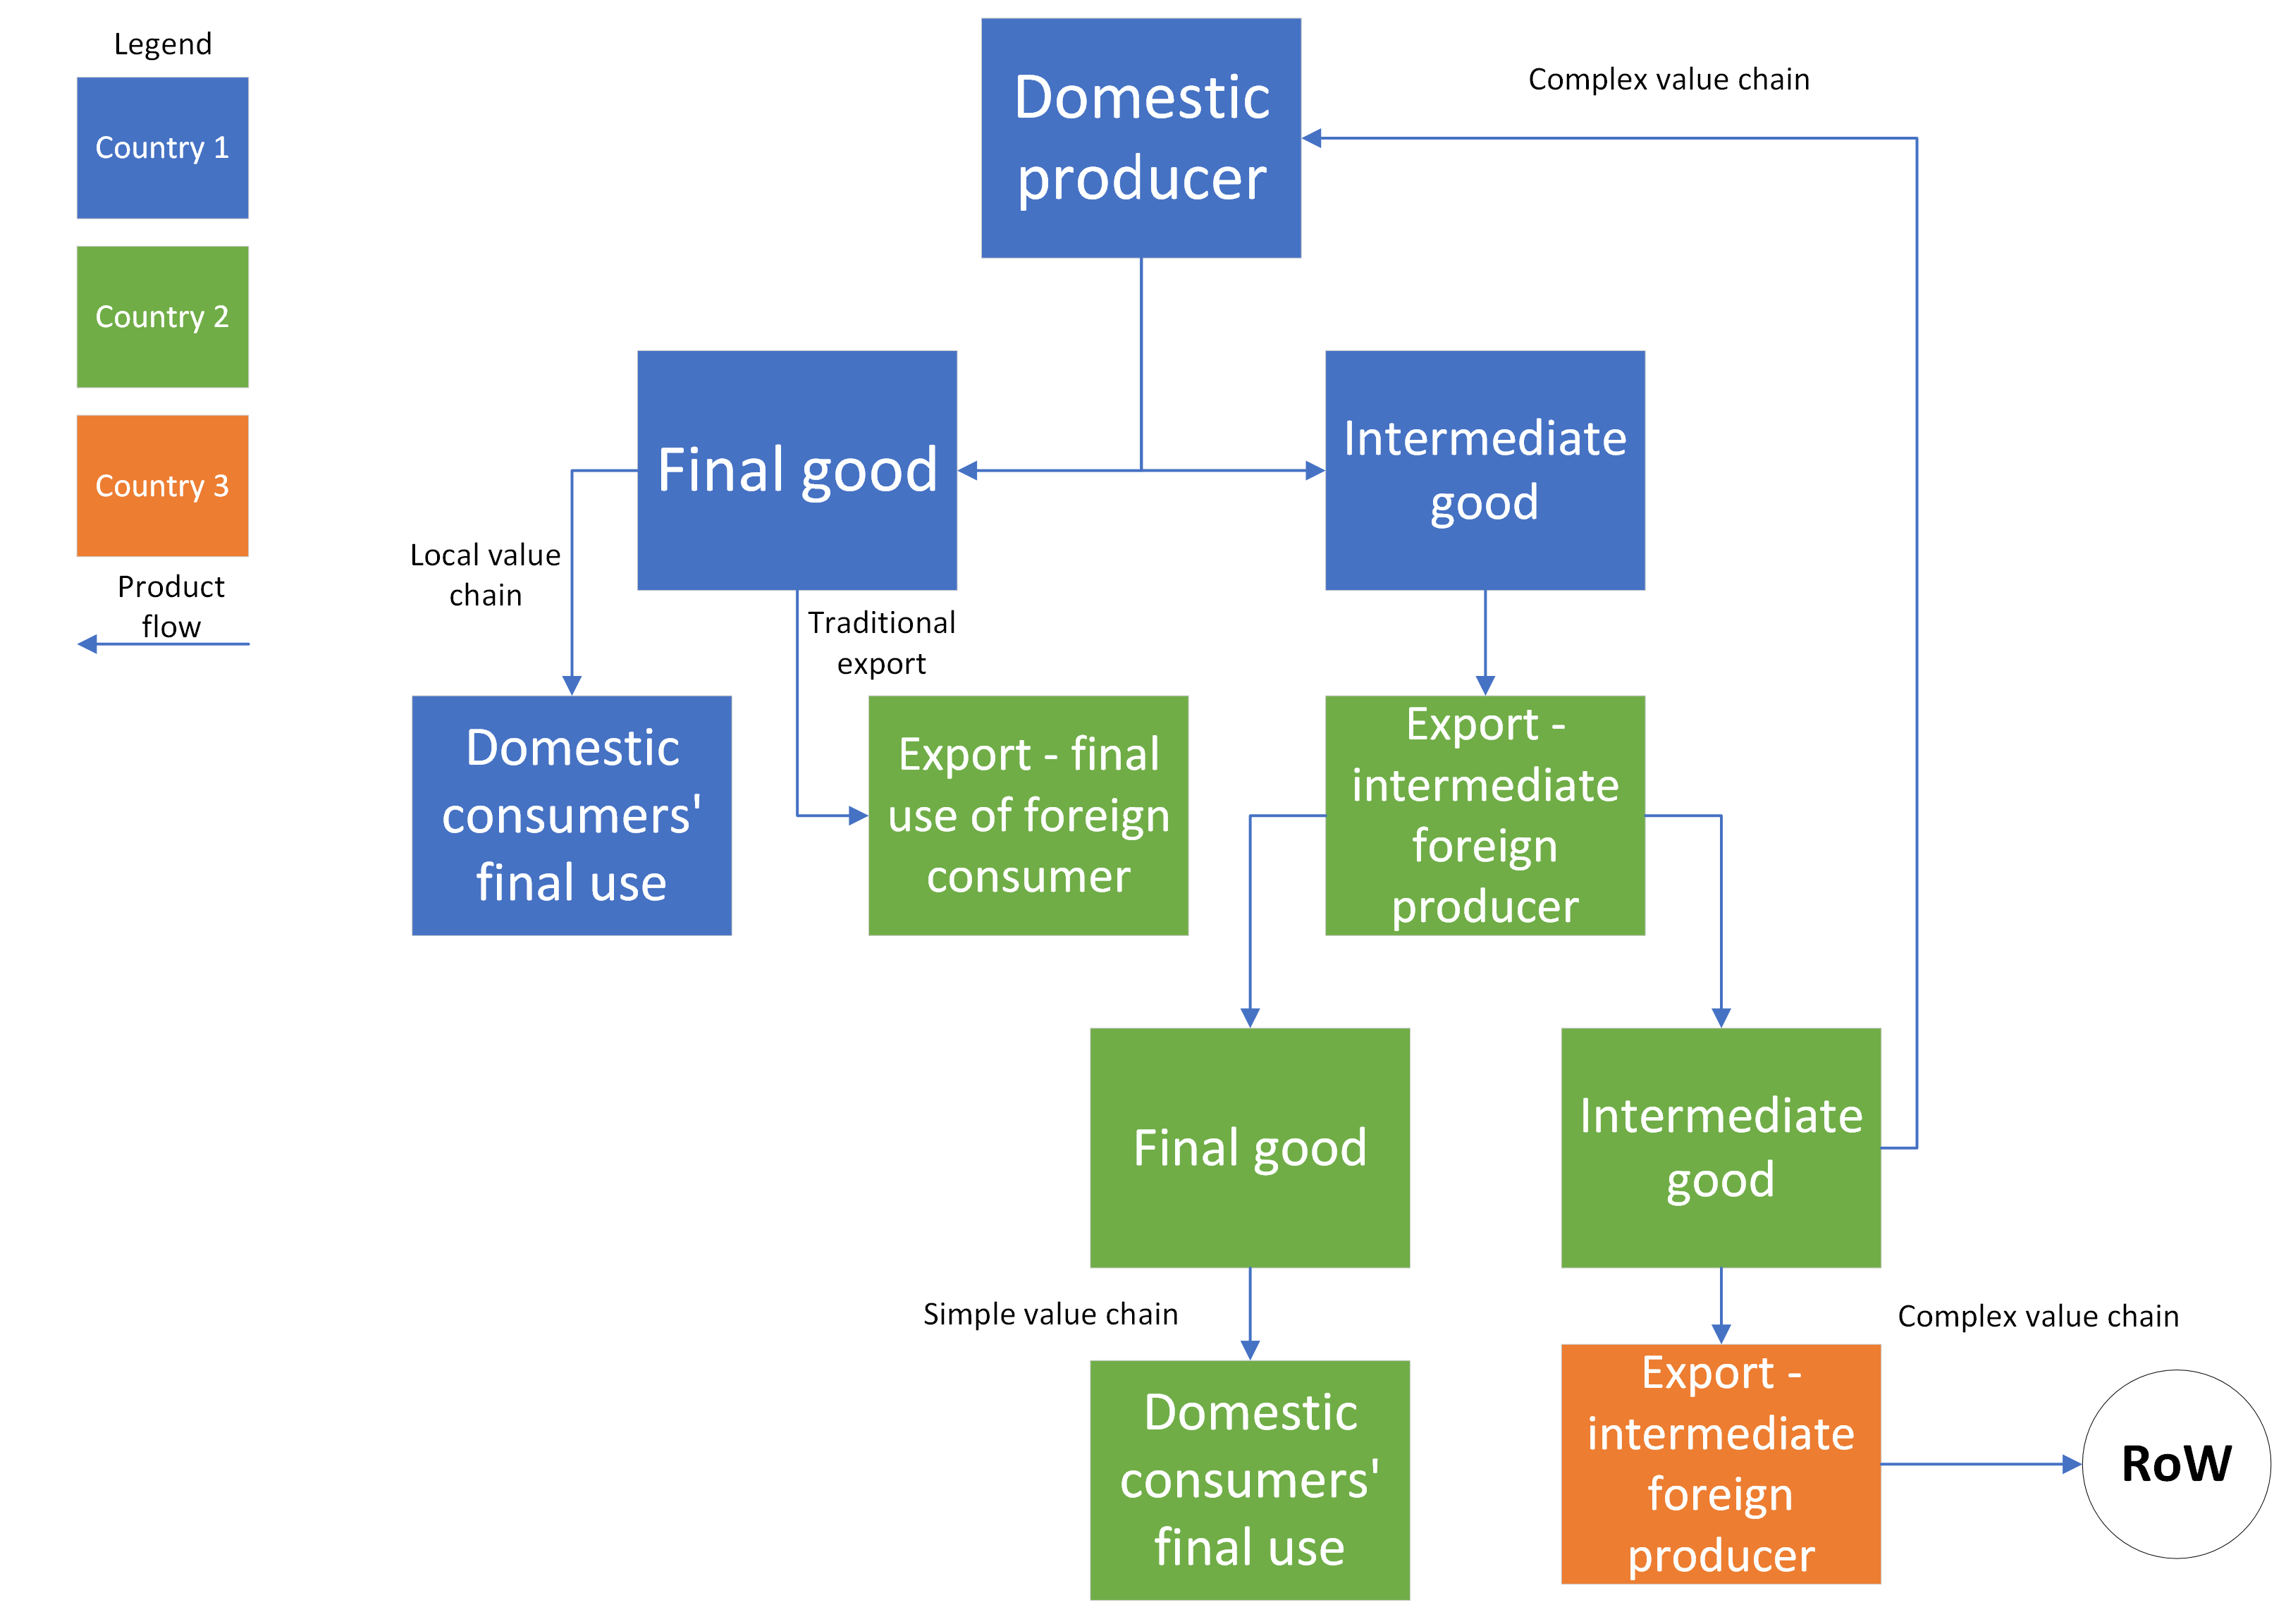 Legend
Country 1
Country 2
Country 3
Product
flow
Domestic
producer
Complex value chain
Final good
Intermediate
good
Local value
chain
Traditional
export
Domestic
consumers'
final use
Export - final
use of foreign
consumer
Export -
intermediate
foreign
producer
Final good
Intermediate
good
Simple value chain
Complex value chain
Domestic
consumers'
final use
Export -
intermediate
foreign
producer
RoW